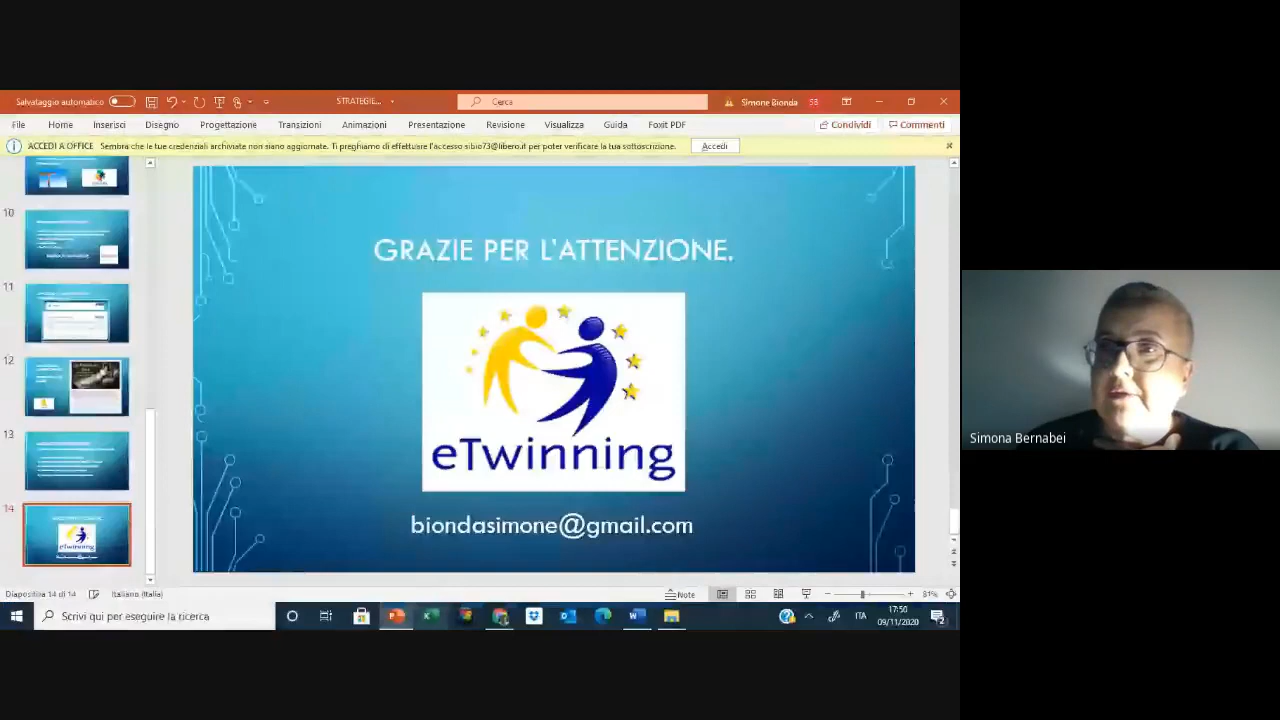 Salvataggio automatico
STRATEGIE...
Cerca
Simone Bionda
SB
File Home Inserisci Disegno Progettazione Transizioni Animazioni Presentazione Revisione Visualizza Guida Foxit PDF
Condividi
Commenti
ACCEDI A OFFICE Sembra che le tue credenziali archiviate non siano aggiornate. Ti preghiamo di effettuare l'accesso sibio73@libero.it per poter verificare la tua sottoscrizione.
Accedi
10
11
12
13
14
GRAZIE PER L'ATTENZIONE.
eTwinning
biondasimone@gmail.com
Simona Bernabei
Diapositiva 14 di 14
Italiano (Italia)
Note
81%
Scrivi qui per eseguire la ricerca
ITA
17:50
09/11/2020